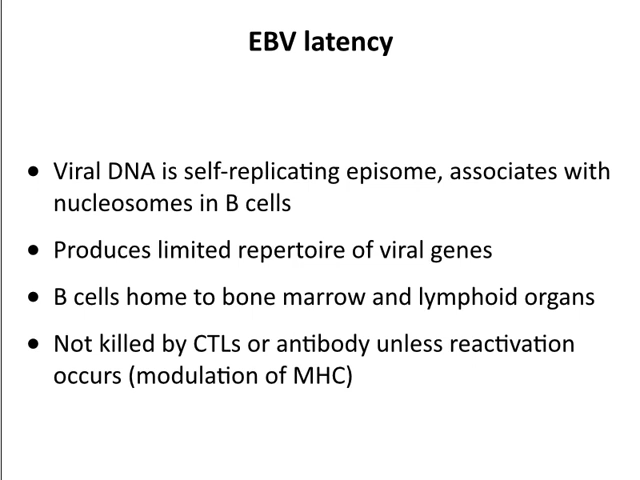 EBV latency
• Viral DNA is self-replicating episome, associates with
nucleosomes in B cells
• Produces limited repertoire of viral genes
• B cells home to bone marrow and lymphoid organs
• Not killed by CTLs or antibody unless reactivation
occurs (modulation of MHC)